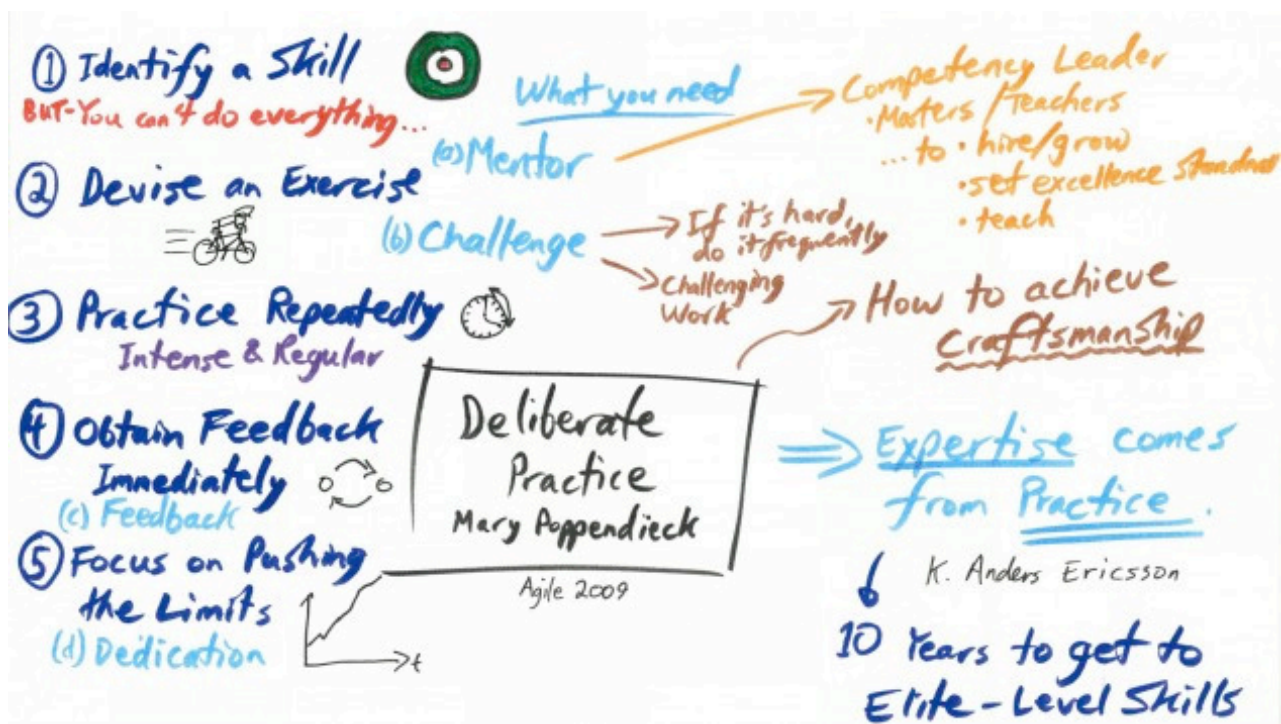 ① Identify a Skill
BUT-You can't do everything...
② Devise an Exercise
③ Practice Repeatedly
Intense & Regular
④ Obtain Feedback
Immediately
(c) Feedback
⑤ Focus on Pushing
the Limits
(d) Dedication
t
What you need
(a) Mentor
(b) Challenge
If it's hard,
do it frequently
Challenging
Work
Competency Leader
• Masters / Teachers
... to • hire/grow
• set excellence standards
• teach
How to achieve
Craftsmanship
Deliberate
Practice
Mary Poppendieck
Agile 2009
Expertise comes
from Practice.
K. Anders Ericsson
10 Years to get to
Elite-Level Skills